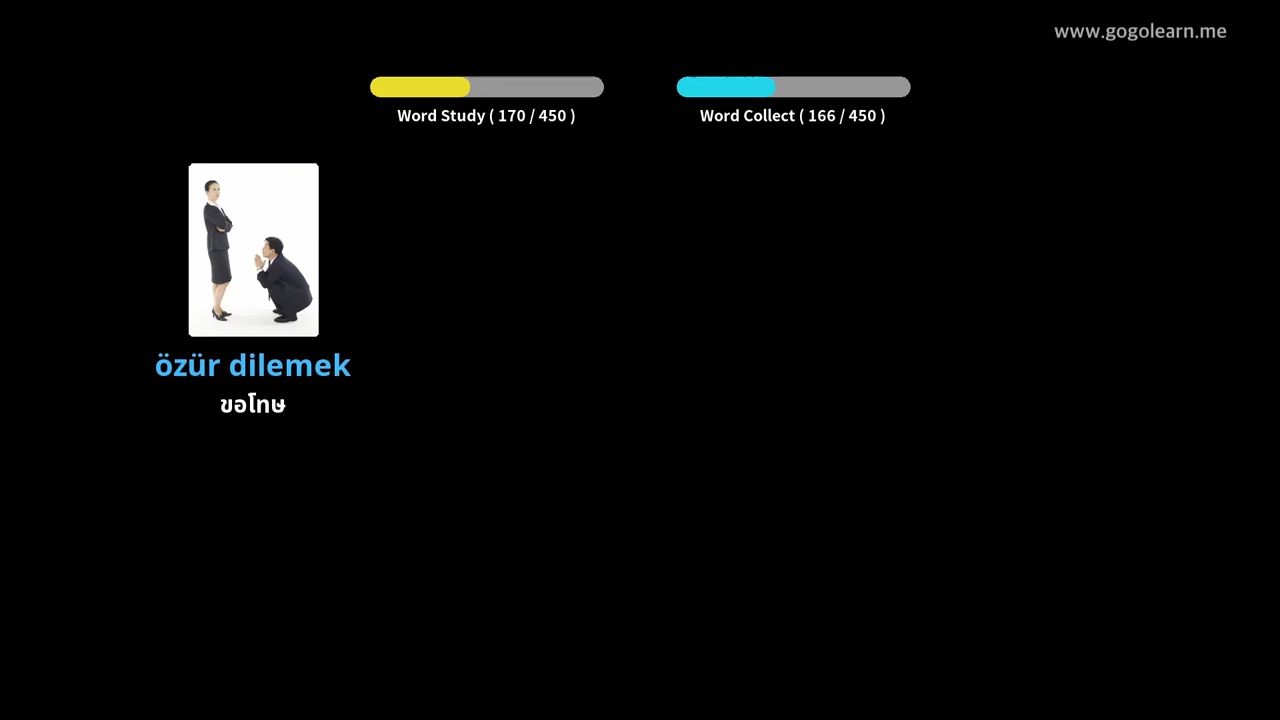 www.gogolearn.me
Word Study ( 170 / 450 )
Word Collect ( 166 / 450 )
özür dilemek
ขอโทษ